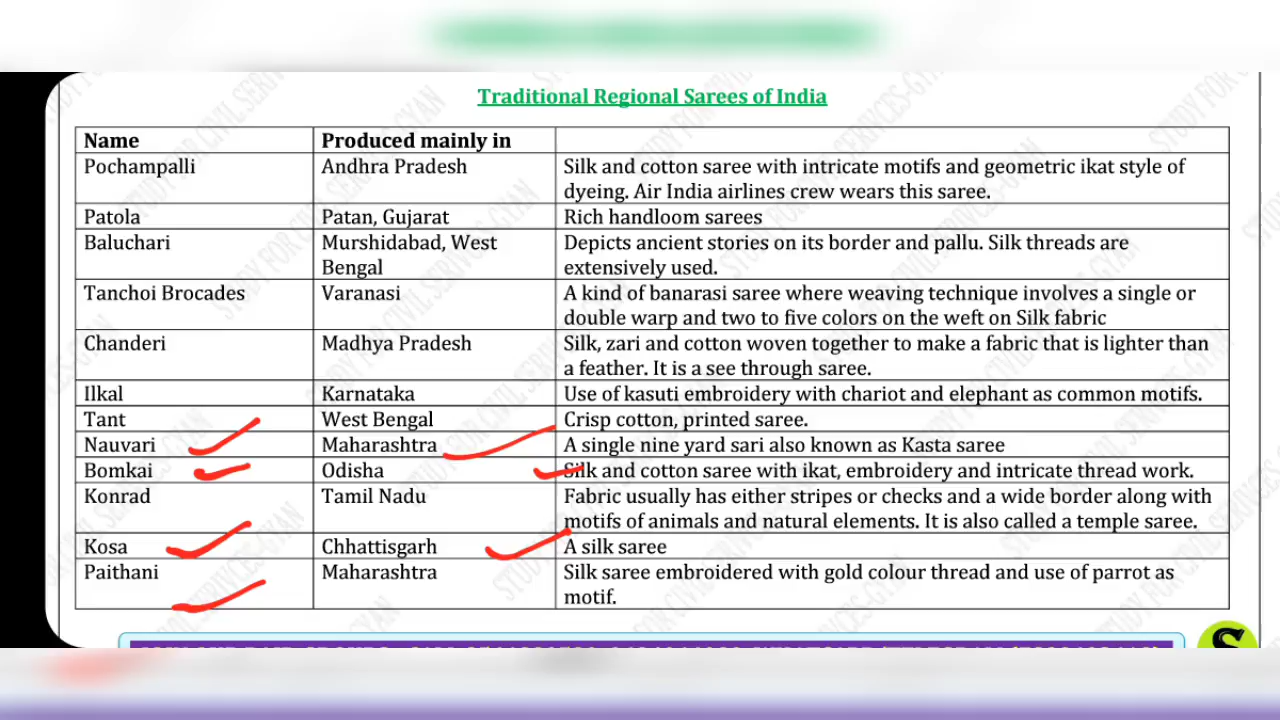 Traditional Regional Sarees of India
Name Produced mainly in
Pochampalli Andhra Pradesh Silk and cotton saree with intricate motifs and geometric ikat style of
dyeing. Air India airlines crew wears this saree.
Patola Patan, Gujarat Rich handloom sarees
Baluchari Murshidabad, West Depicts ancient stories on its border and pallu. Silk threads are
Bengal extensively used.
Tanchoi Brocades Varanasi A kind of banarasi saree where weaving technique involves a single or
double warp and two to five colors on the weft on Silk fabric
Chanderi Madhya Pradesh Silk, zari and cotton woven together to make a fabric that is lighter than
a feather. It is a see through saree.
Ilkal Karnataka Use of kasuti embroidery with chariot and elephant as common motifs.
Tant West Bengal Crisp cotton, printed saree.
Nauvari Maharashtra A single nine yard sari also known as Kasta saree
Bomkai Odisha Silk and cotton saree with ikat, embroidery and intricate thread work.
Konrad Tamil Nadu Fabric usually has either stripes or checks and a wide border along with
motifs of animals and natural elements. It is also called a temple saree.
Kosa Chhattisgarh A silk saree
Paithani Maharashtra Silk saree embroidered with gold colour thread and use of parrot as
motif.